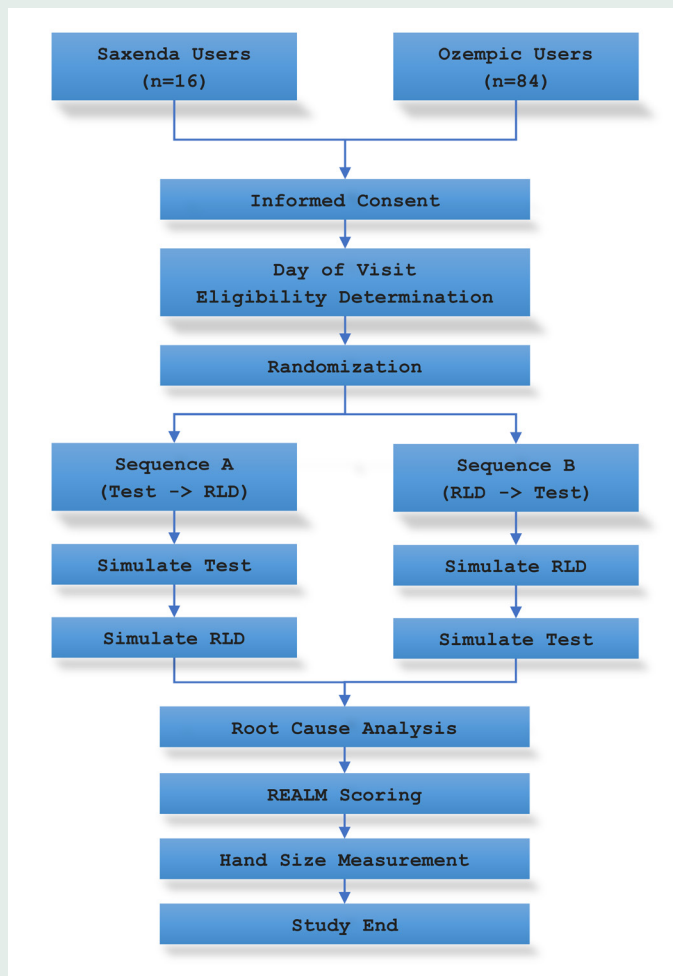 Saxenda Users
(n=16)
Ozempic Users
(n=84)
Informed Consent
Day of Visit
Eligibility Determination
Randomization
Sequence A
(Test -> RLD)
Sequence B
(RLD -> Test)
Simulate Test
Simulate RLD
Simulate RLD
Simulate Test
Root Cause Analysis
REALM Scoring
Hand Size Measurement
Study End